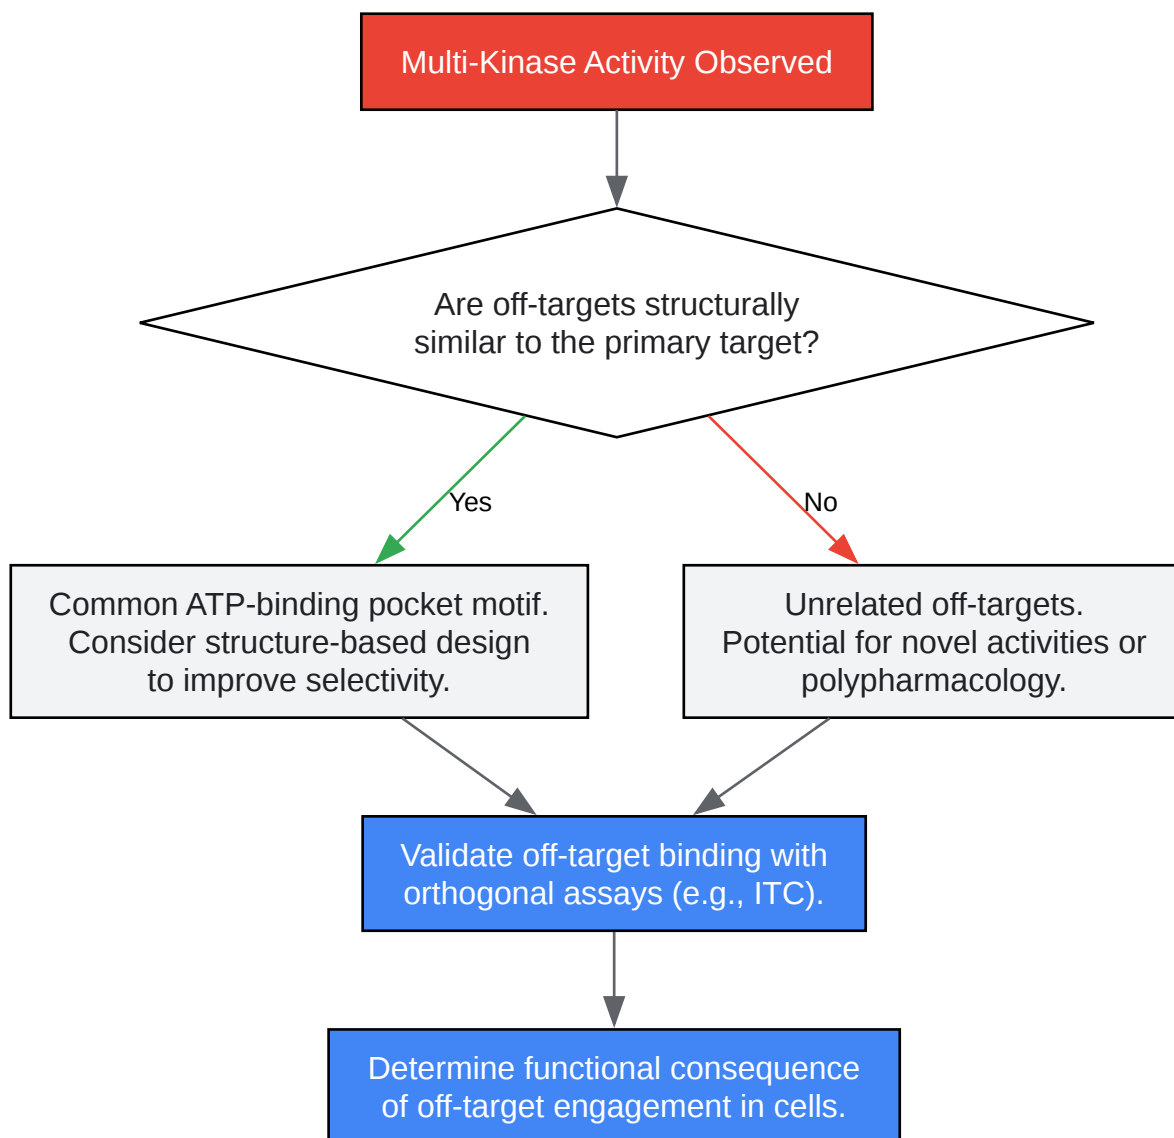 Multi-Kinase Activity Observed
Are off-targets structurally
similar to the primary target?
Yes
No
Common ATP-binding pocket motif.
Consider structure-based design
to improve selectivity.
Unrelated off-targets.
Potential for novel activities or
polypharmacology.
Validate off-target binding with
orthogonal assays (e.g., ITC).
Determine functional consequence
of off-target engagement in cells.